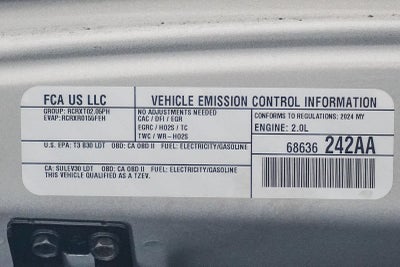 FCA US LLC
VEHICLE EMISSION CONTROL INFORMATION
GROUP: RCRXT02.05PH
EVAP: RCRXR0155FEH
NO ADJUSTMENTS NEEDED
CAC / DFI / EGR
EGRC / HO2S / TC
TWC / WR-HO2S
CONFORMS TO REGULATIONS: 2024 MY
ENGINE: 2.0L
U.S. EPA: T3 B30 LDT OBD: CA OBD II FUEL: ELECTRICITY/GASOLINE
68636 242AA
CA: SULEV30 LDT OBD: CA OBD II FUEL: ELECTRICITY/GASOLINE
THIS VEHICLE QUALIFIED AS A TZEV.